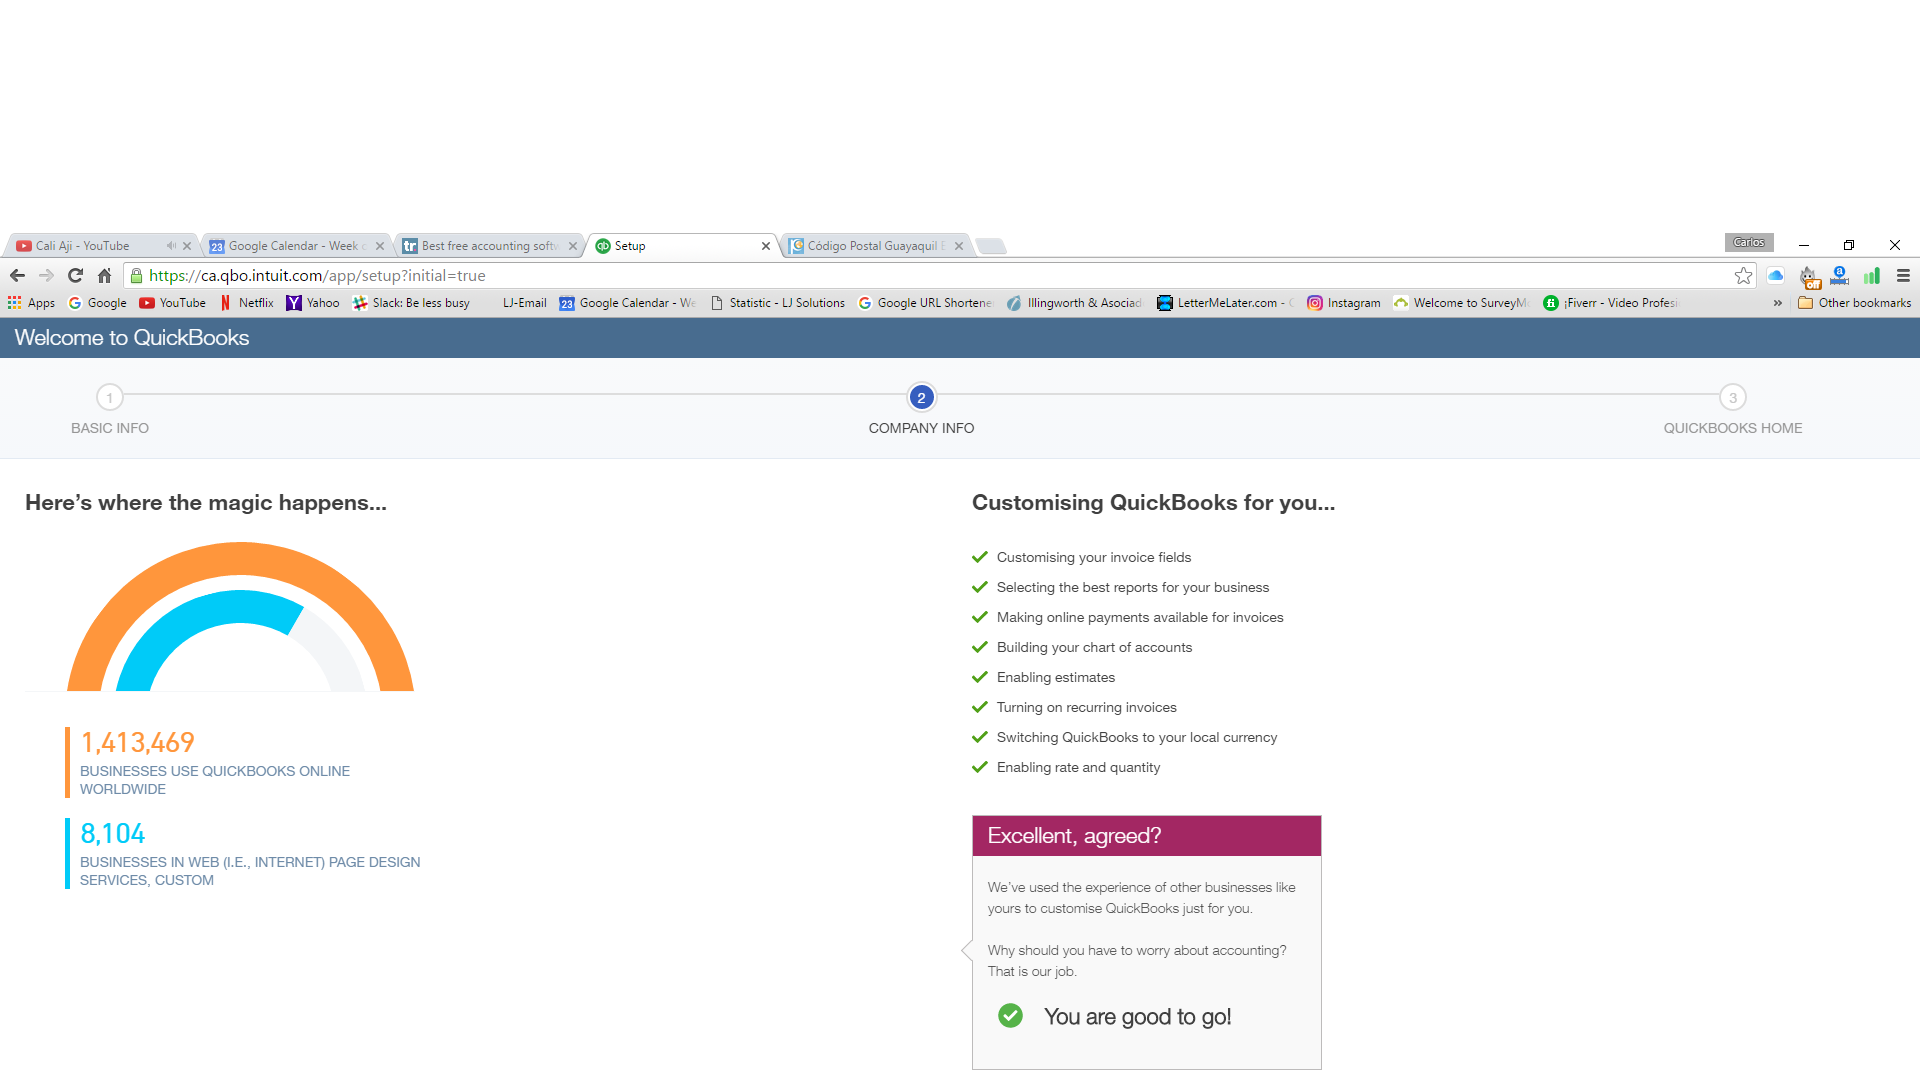 Cali Aji - YouTube
Google Calendar - Week
Best free accounting softw
Setup
Código Postal Guayaquil
Carlos
https://ca.qbo.intuit.com/app/setup?initial=true
Apps
Google
YouTube
Netflix
Yahoo
Slack: Be less busy
LJ-Email
23
Google Calendar - We
Statistic - LJ Solutions
Google URL Shortene
Illingworth & Asociad
LetterMeLater.com -
Instagram
Welcome to SurveyM
¡Fiverr - Video Profesi
»
Other bookmarks
Welcome to QuickBooks
1
2
3
BASIC INFO
COMPANY INFO
QUICKBOOKS HOME
Here's where the magic happens...
1,413,469
BUSINESSES USE QUICKBOOKS ONLINE
WORLDWIDE
8,104
BUSINESSES IN WEB (I.E., INTERNET) PAGE DESIGN
SERVICES, CUSTOM
Customising QuickBooks for you...
Customising your invoice fields
Selecting the best reports for your business
Making online payments available for invoices
Building your chart of accounts
Enabling estimates
Turning on recurring invoices
Switching QuickBooks to your local currency
Enabling rate and quantity
Excellent, agreed?
We've used the experience of other businesses like
yours to customise QuickBooks just for you.
Why should you have to worry about accounting?
That is our job.
You are good to go!